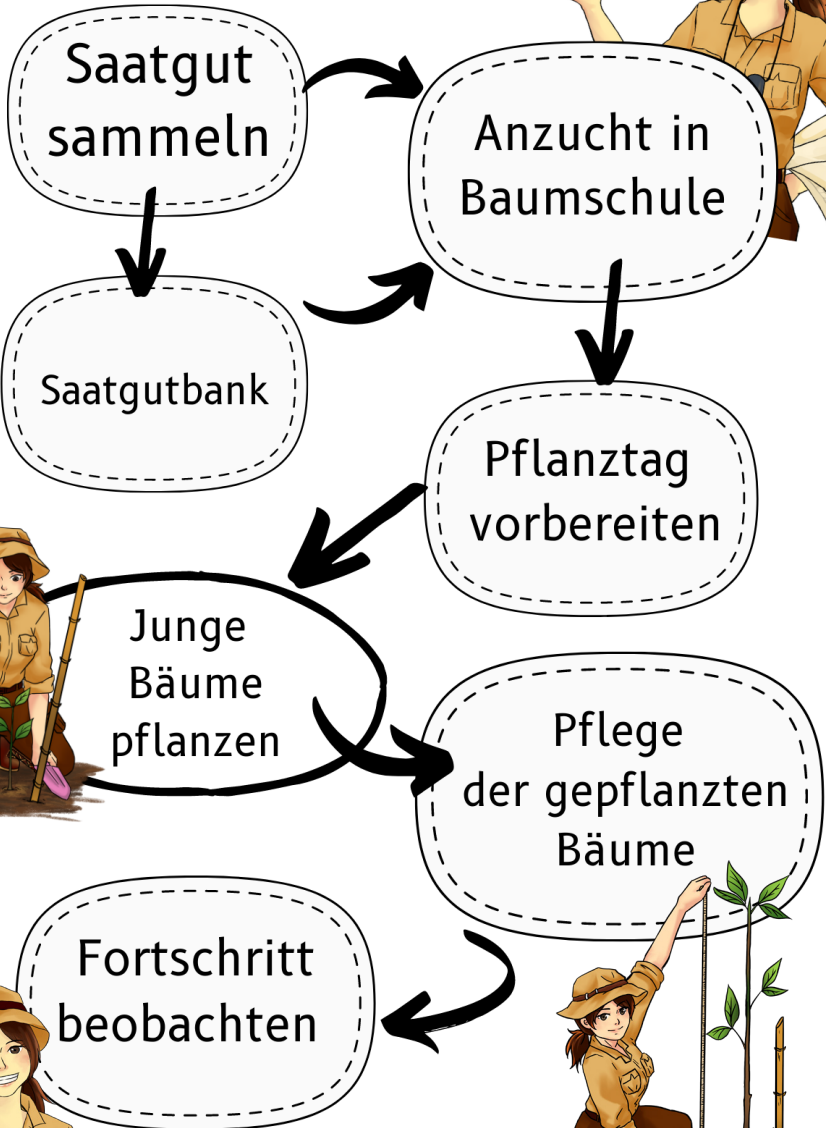 Saatgut
sammeln
Anzucht in
Baumschule
Saatgutbank
Pflanztag
vorbereiten
Junge
Bäume
pflanzen
Pflege
der gepflanzten
Bäume
Fortschritt
beobachten